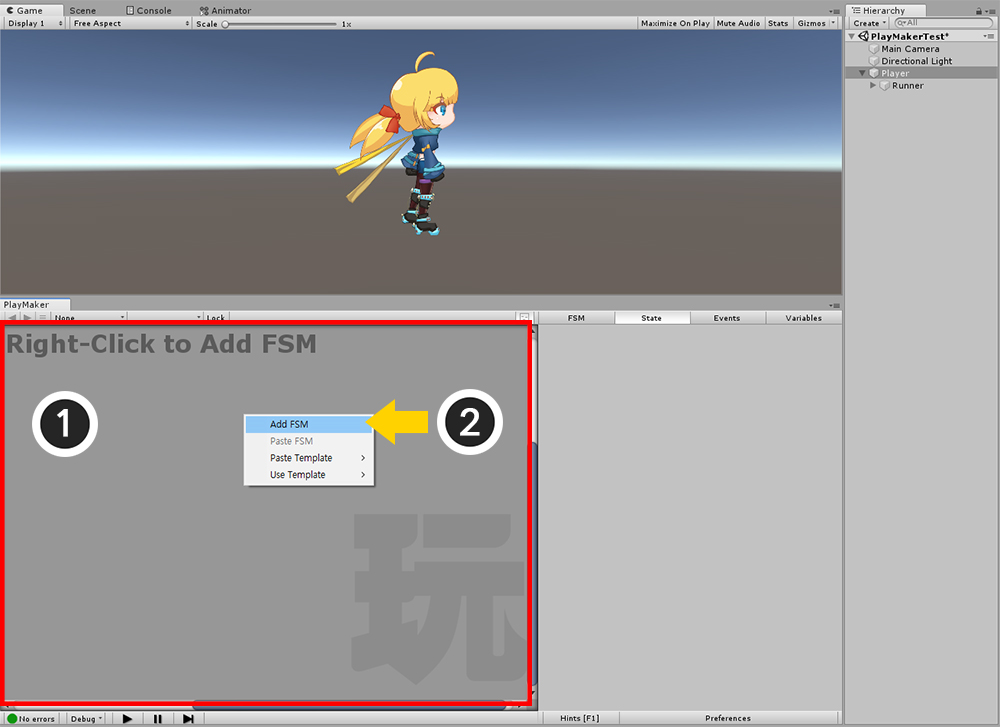 Game Scene Console Animator
Display 1 Free Aspect Scale 1x Maximize On Play Mute Audio Stats Gizmos
Hierarchy
Create All
PlayMakerTest*
Main Camera
Directional Light
Player
Runner
PlayMaker
None Lock
FSM State Events Variables
Right-Click to Add FSM
1
2
Add FSM
Paste FSM
Paste Template
Use Template
玩
No errors Debug Hints [F1] Preferences